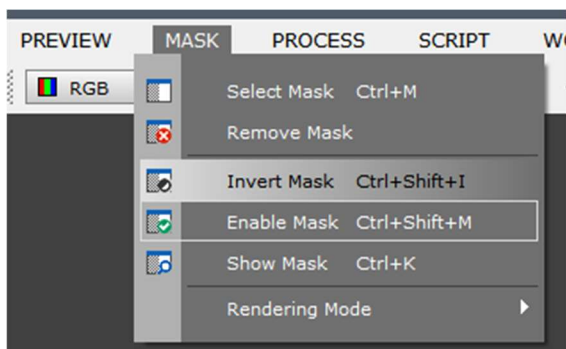 PREVIEW MASK PROCESS SCRIPT
RGB
Select Mask Ctrl+M
Remove Mask
Invert Mask Ctrl+Shift+I
Enable Mask Ctrl+Shift+M
Show Mask Ctrl+K
Rendering Mode